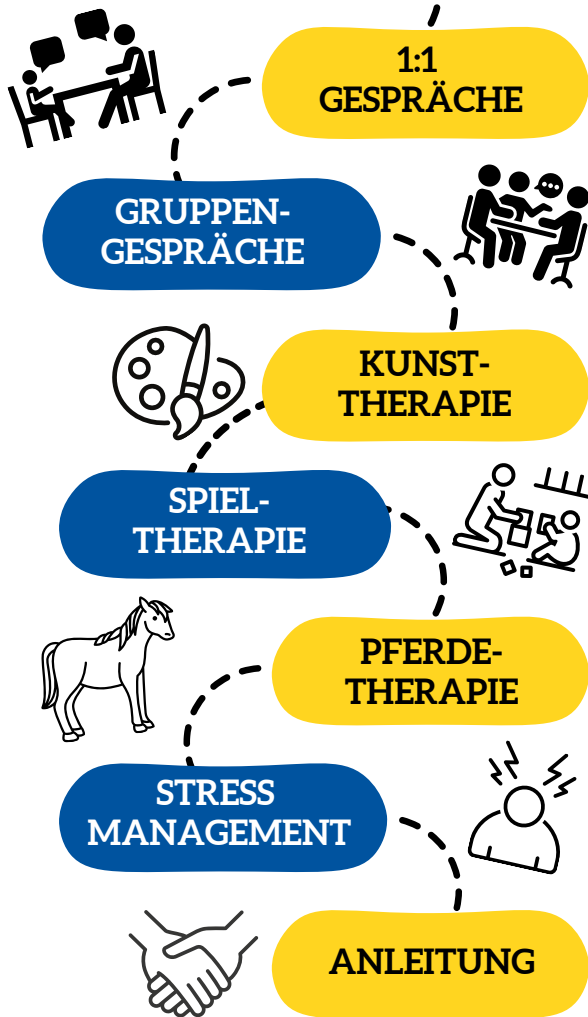 1:1
GESPRÄCHE
GRUPPEN-
GESPRÄCHE
KUNST-
THERAPIE
SPIEL-
THERAPIE
PFERDE-
THERAPIE
STRESS
MANAGEMENT
ANLEITUNG